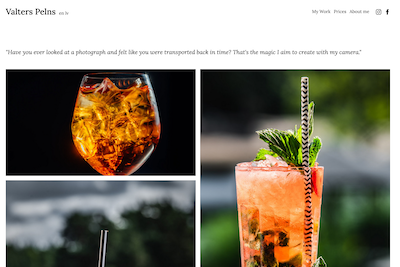 Valters Pelns en lv
My Work Prices About me
"Have you ever looked at a photograph and felt like you were transported back in time? That's the magic I aim to create with my camera."